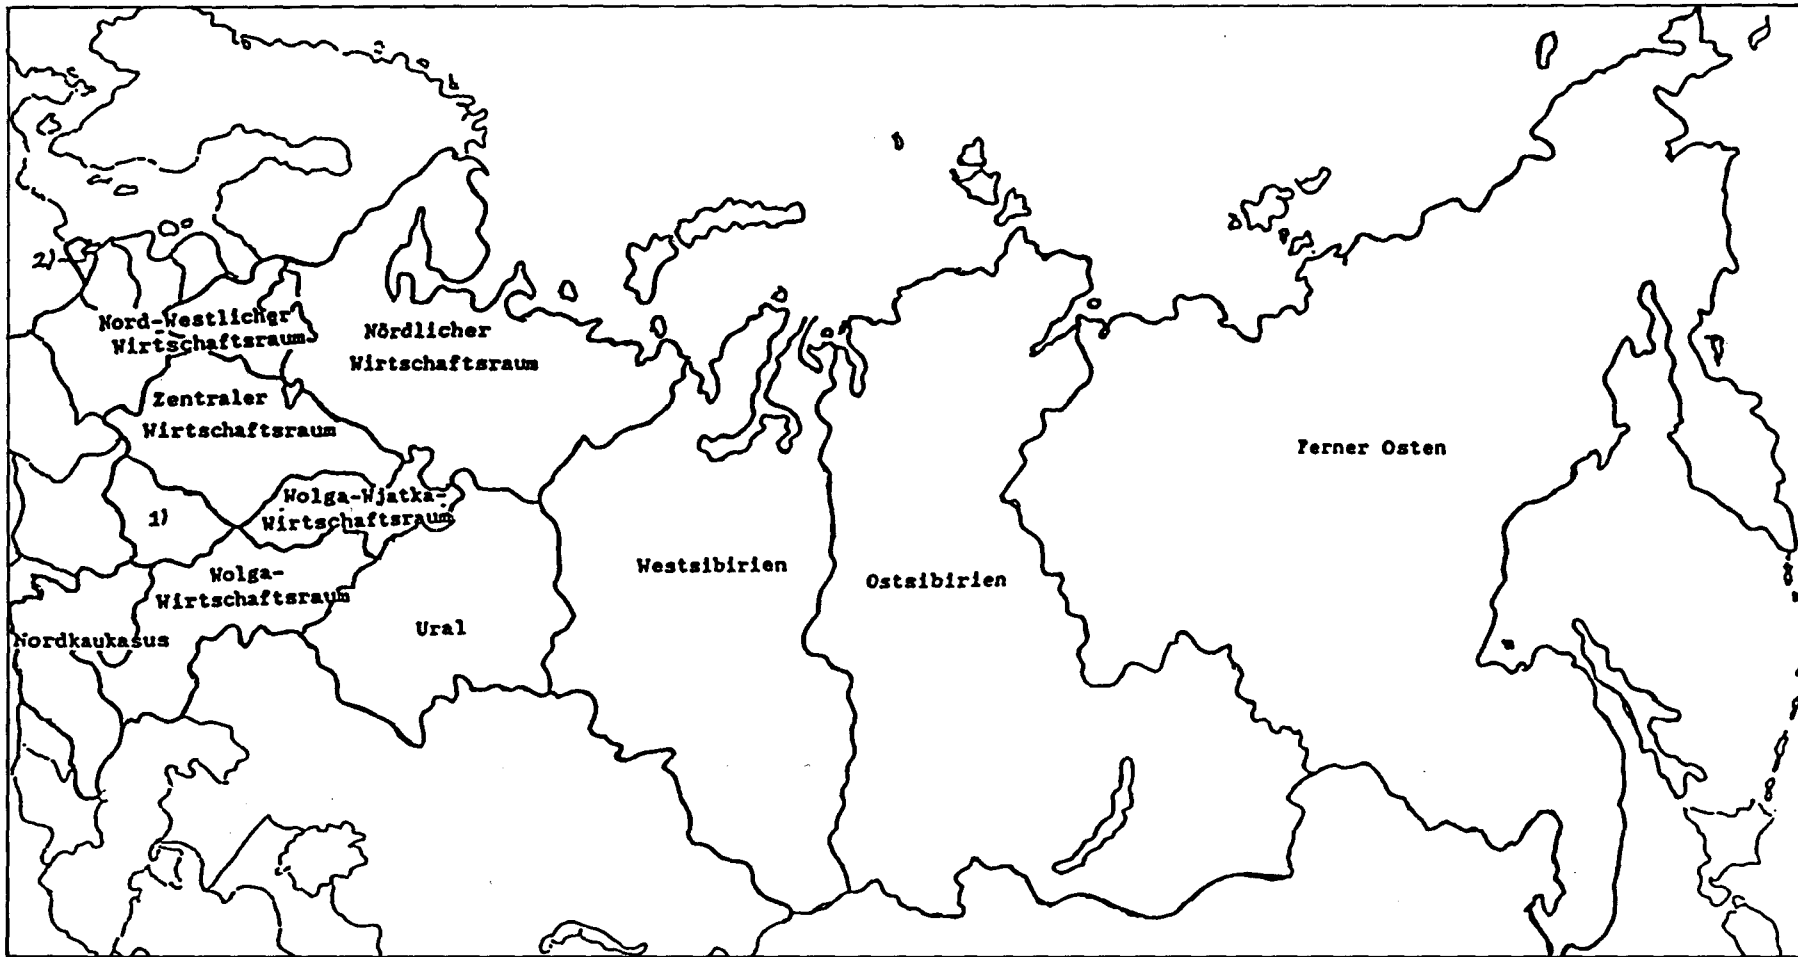 2)
Nord-Westlicher
Wirtschaftsraum
Nördlicher
Wirtschaftsraum
Zentraler
Wirtschaftsraum
Ferner Osten
Wolga-Wjatka-
Wirtschaftsraum
1)
Westsibirien
Ostsibirien
Wolga-
Wirtschaftsraum
Ural
Nordkaukasus